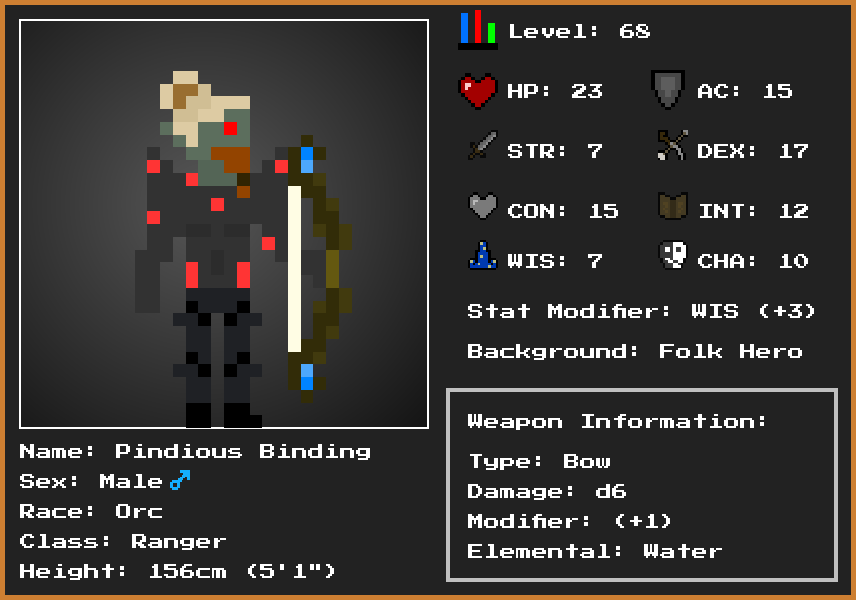 Level: 68
HP: 23 AC: 15
STR: 7 DEX: 17
CON: 15 INT: 12
WIS: 7 CHA: 10
Stat Modifier: WIS (+3)
Background: Folk Hero
Weapon Information:
Type: Bow
Damage: d6
Modifier: (+1)
Elemental: Water
Name: Pindious Binding
Sex: Male ♂
Race: Orc
Class: Ranger
Height: 156cm (5'1")